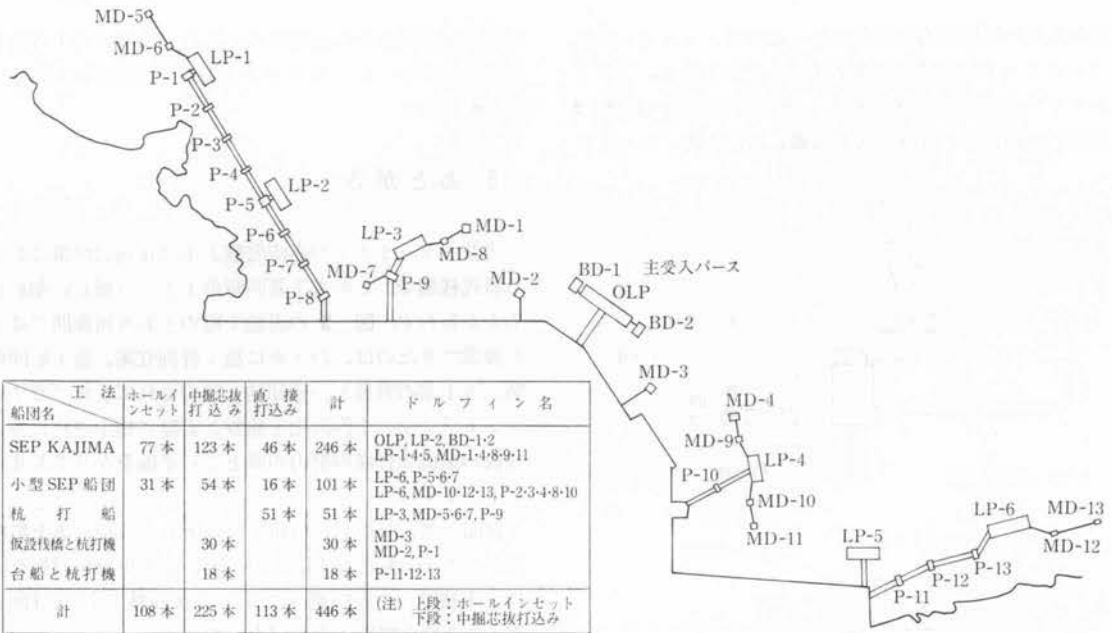 MD-5
MD-6
LP-1
P-1
P-2
P-3
P-4
LP-2
P-5
P-6
P-7
P-8
LP-3
MD-1
MD-8
MD-7
P-9
MD-2
BD-1 主受入バース
OLP
BD-2
MD-3
MD-4
MD-9
LP-4
P-10
MD-10
MD-11
LP-5
LP-6
MD-13
MD-12
P-13
P-12
P-11
工法 船団名 ホールインセット 中掘芯抜打込み 直接打込み 計 ドルフィン名
SEP KAJIMA 77本 123本 46本 246本 OLP, LP-2, BD-1・2
LP-1・4・5, MD-1・4・8・9・11
小型SEP船団 31本 54本 16本 101本 LP-6, P-5・6・7
LP-6, MD-10・12・13, P-2・3・4・8・10
杭打船 51本 51本 LP-3, MD-5・6・7, P-9
仮設桟橋と杭打機 30本 30本 MD-3
MD-2, P-1
台船と杭打機 18本 18本 P-11・12・13
計 108本 225本 113本 446本 (注) 上段：ホールインセット
下段：中掘芯抜打込み